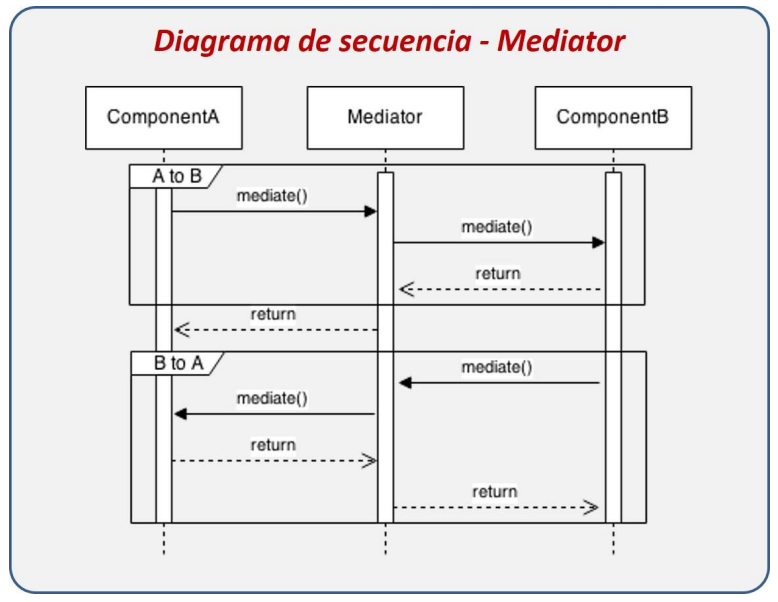 Diagrama de secuencia - Mediator
ComponentA
Mediator
ComponentB
A to B
mediate()
mediate()
return
return
B to A
mediate()
mediate()
return
return